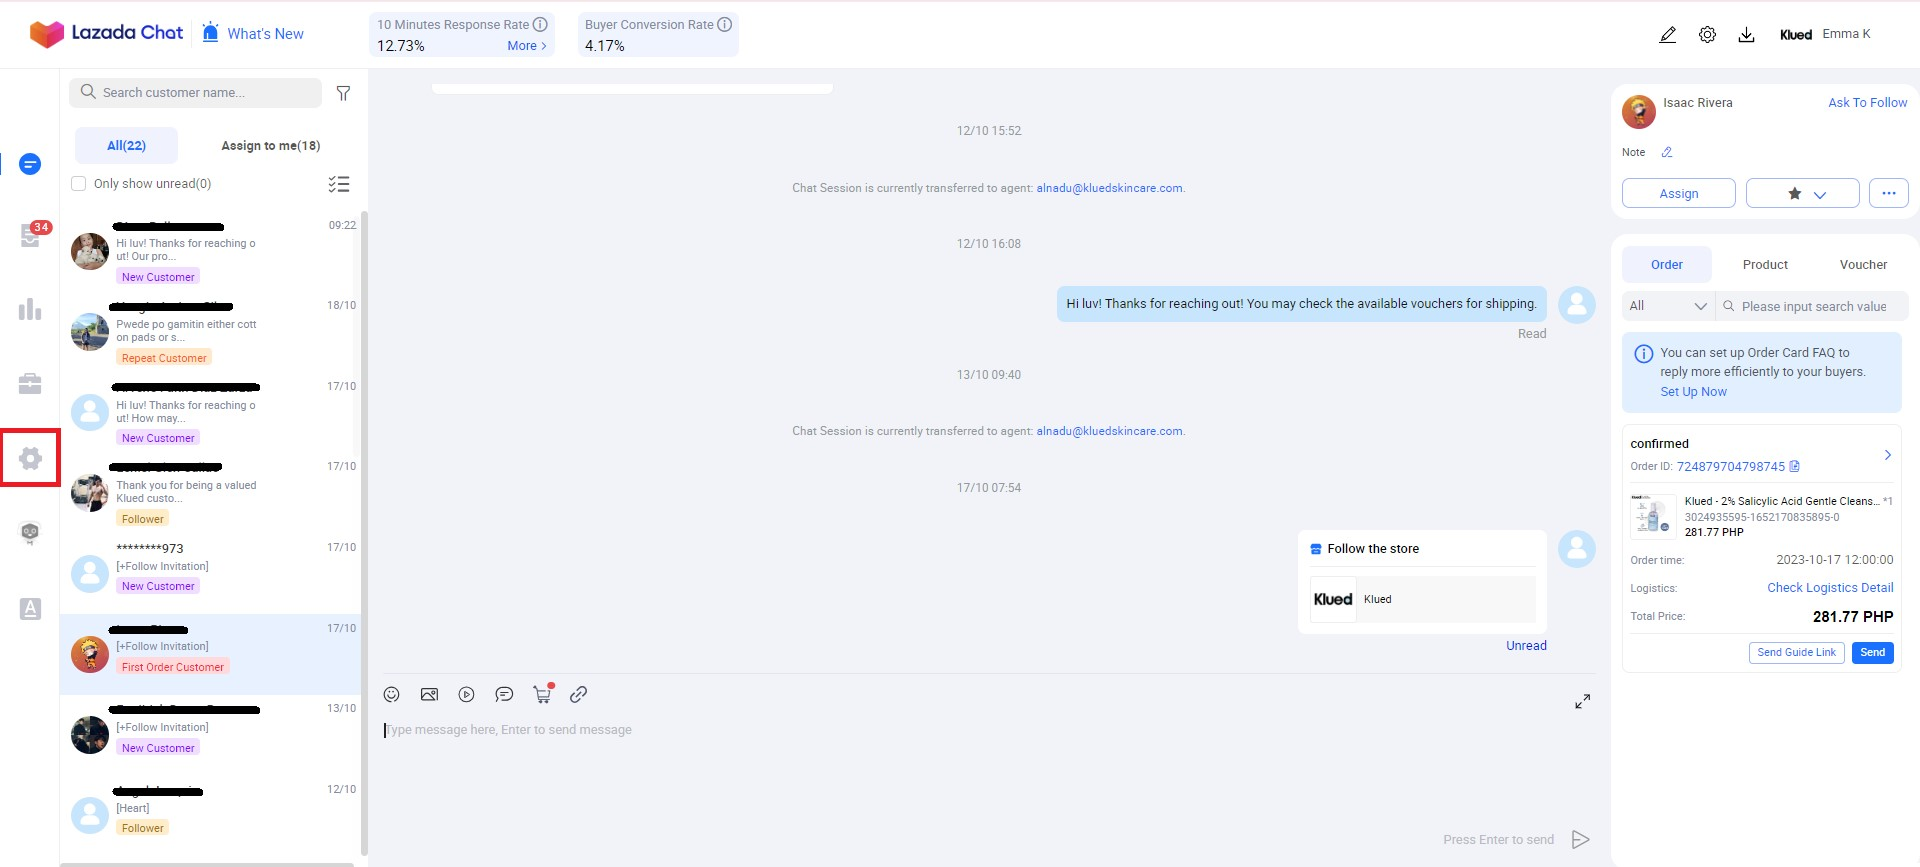 Lazada Chat
What's New
10 Minutes Response Rate
12.73%
More >
Buyer Conversion Rate
4.17%
Klued
Emma K
Search customer name...
All(22)
Assign to me(18)
Only show unread(0)
34
09:22
Hi luv! Thanks for reaching o
ut! Our pro...
New Customer
18/10
Pwede po gamitin either cott
on pads or s...
Repeat Customer
17/10
Hi luv! Thanks for reaching o
ut! How may...
New Customer
17/10
Thank you for being a valued
Klued custo...
Follower
********973
17/10
[+Follow Invitation]
New Customer
17/10
[+Follow Invitation]
First Order Customer
13/10
[+Follow Invitation]
New Customer
12/10
[Heart]
Follower
12/10 15:52
Chat Session is currently transferred to agent: alnadu@kluedskincare.com.
12/10 16:08
Hi luv! Thanks for reaching out! You may check the available vouchers for shipping.
Read
13/10 09:40
Chat Session is currently transferred to agent: alnadu@kluedskincare.com.
17/10 07:54
Follow the store
Klued
Klued
Unread
Type message here, Enter to send message
Press Enter to send
Isaac Rivera
Ask To Follow
Note
Assign
Order
Product
Voucher
All
Please input search value
You can set up Order Card FAQ to
reply more efficiently to your buyers.
Set Up Now
confirmed
Order ID: 724879704798745
Klued - 2% Salicylic Acid Gentle Cleans... *1
3024935595-1652170835895-0
281.77 PHP
Order time: 2023-10-17 12:00:00
Logistics: Check Logistics Detail
Total Price: 281.77 PHP
Send Guide Link
Send